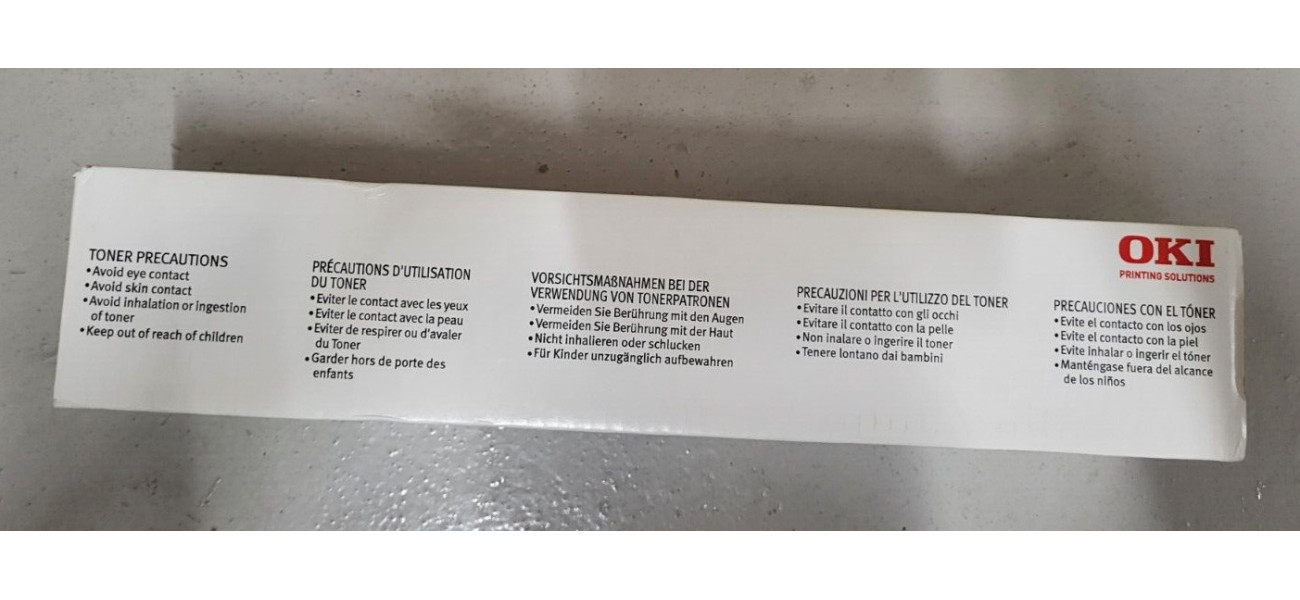 TONER PRECAUTIONS
•Avoid eye contact
•Avoid skin contact
•Avoid inhalation or ingestion
of toner
•Keep out of reach of children
PRÉCAUTIONS D'UTILISATION
DU TONER
•Eviter le contact avec les yeux
•Eviter le contact avec la peau
•Eviter de respirer ou d'avaler
du Toner
•Garder hors de porte des
enfants
VORSICHTSMAßNAHMEN BEI DER
VERWENDUNG VON TONERPATRONEN
•Vermeiden Sie Berührung mit den Augen
•Vermeiden Sie Berührung mit der Haut
•Nicht inhalieren oder schlucken
•Für Kinder unzugänglich aufbewahren
PRECAUZIONI PER L'UTILIZZO DEL TONER
•Evitare il contatto con gli occhi
•Evitare il contatto con la pelle
•Non inalare o ingerire il toner
•Tenere lontano dai bambini
OKI
PRINTING SOLUTIONS
PRECAUCIONES CON EL TÓNER
•Evite el contacto con los ojos
•Evite el contacto con la piel
•Evite inhalar o ingerir el tóner
•Manténgase fuera del alcance
de los niños